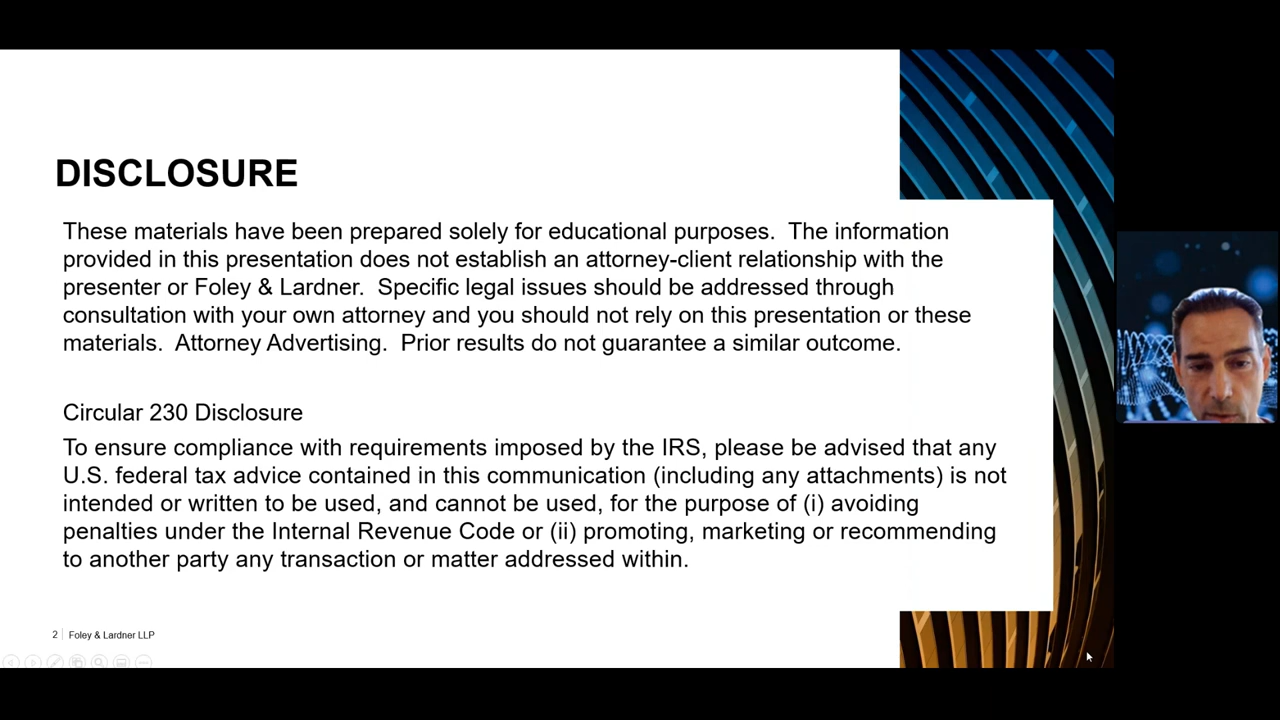 DISCLOSURE
These materials have been prepared solely for educational purposes.  The information
provided in this presentation does not establish an attorney-client relationship with the
presenter or Foley & Lardner.  Specific legal issues should be addressed through
consultation with your own attorney and you should not rely on this presentation or these
materials.  Attorney Advertising.  Prior results do not guarantee a similar outcome.
Circular 230 Disclosure
To ensure compliance with requirements imposed by the IRS, please be advised that any
U.S. federal tax advice contained in this communication (including any attachments) is not
intended or written to be used, and cannot be used, for the purpose of (i) avoiding
penalties under the Internal Revenue Code or (ii) promoting, marketing or recommending
to another party any transaction or matter addressed within.
2 | Foley & Lardner LLP